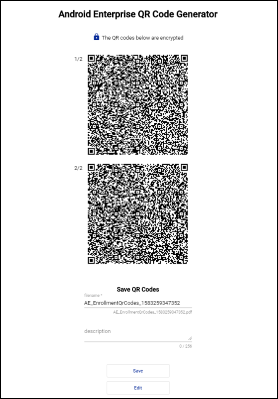 Android Enterprise QR Code Generator
The QR codes below are encrypted
1/2
2/2
Save QR Codes
filename *
AE_EnrollmentQrCodes_1583259347352
AE_EnrollmentQrCodes_1583259347352.pdf
description
0 / 256
Save
Edit